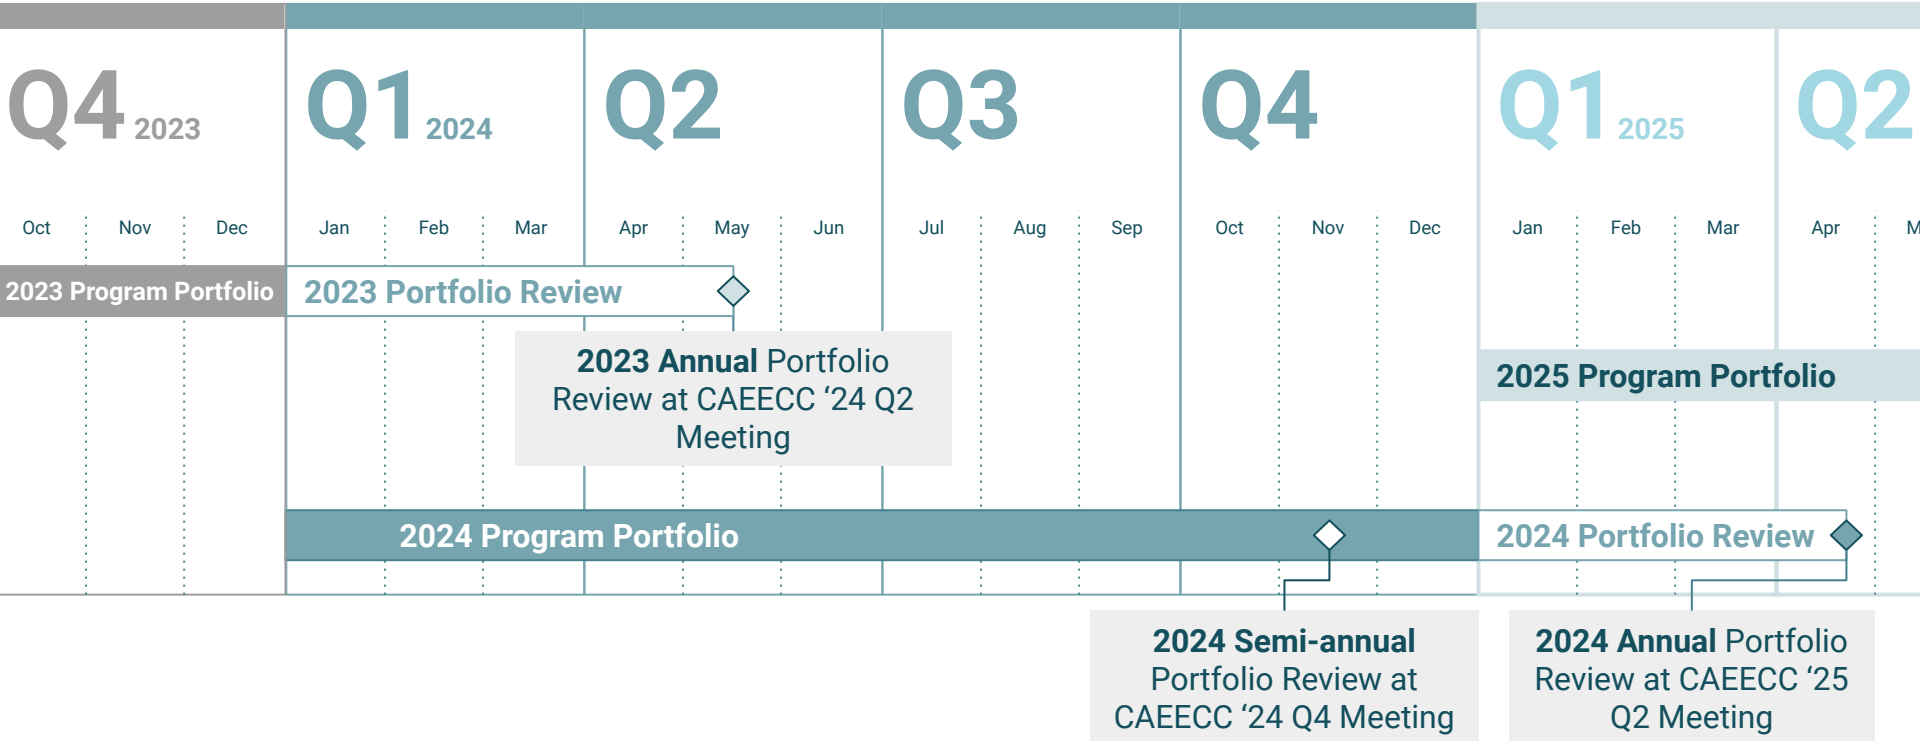 Q4 2023 Q1 2024 Q2 Q3 Q4 Q1 2025 Q2
Oct Nov Dec Jan Feb Mar Apr May Jun Jul Aug Sep Oct Nov Dec Jan Feb Mar Apr
2023 Program Portfolio 2023 Portfolio Review
2023 Annual Portfolio
Review at CAEECC ‘24 Q2
Meeting
2025 Program Portfolio
2024 Program Portfolio 2024 Portfolio Review
2024 Semi-annual
Portfolio Review at
CAEECC ‘24 Q4 Meeting
2024 Annual Portfolio
Review at CAEECC ‘25
Q2 Meeting